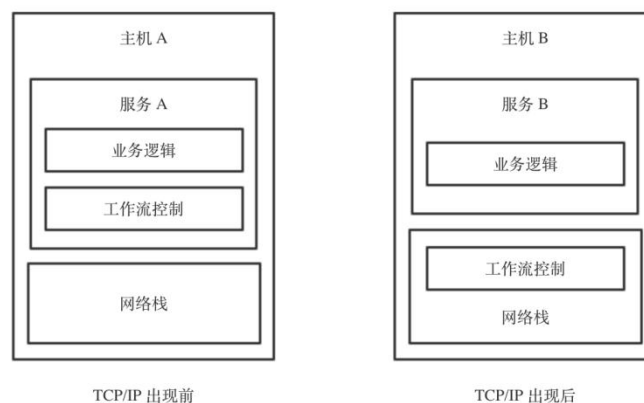 主机 A
服务 A
业务逻辑
工作流控制
网络栈
TCP/IP 出现前
主机 B
服务 B
业务逻辑
工作流控制
网络栈
TCP/IP 出现后